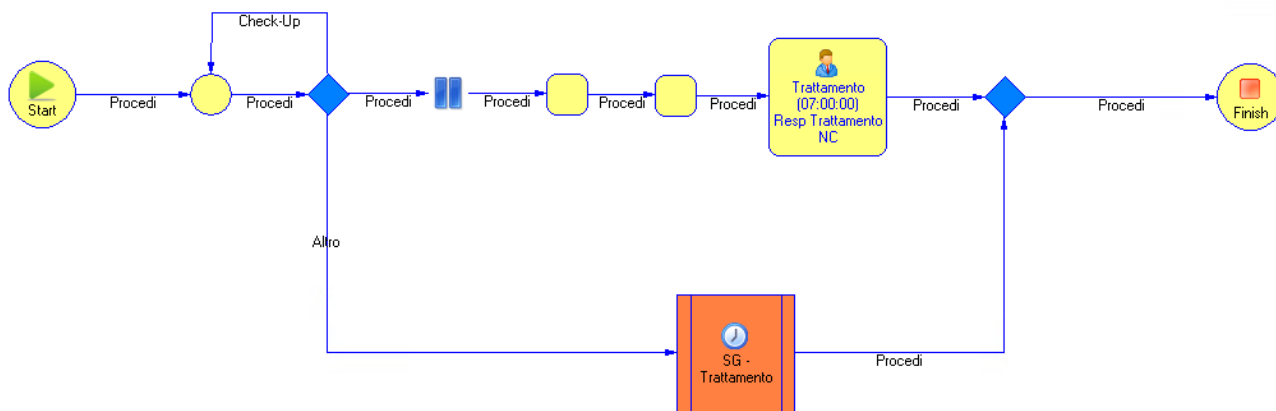 Check-Up
Start
Procedi
Procedi
Procedi
Procedi
Procedi
Procedi
Trattamento
(07:00:00)
Resp Trattamento
NC
Procedi
Procedi
Finish
Altro
SG -
Trattamento
Procedi